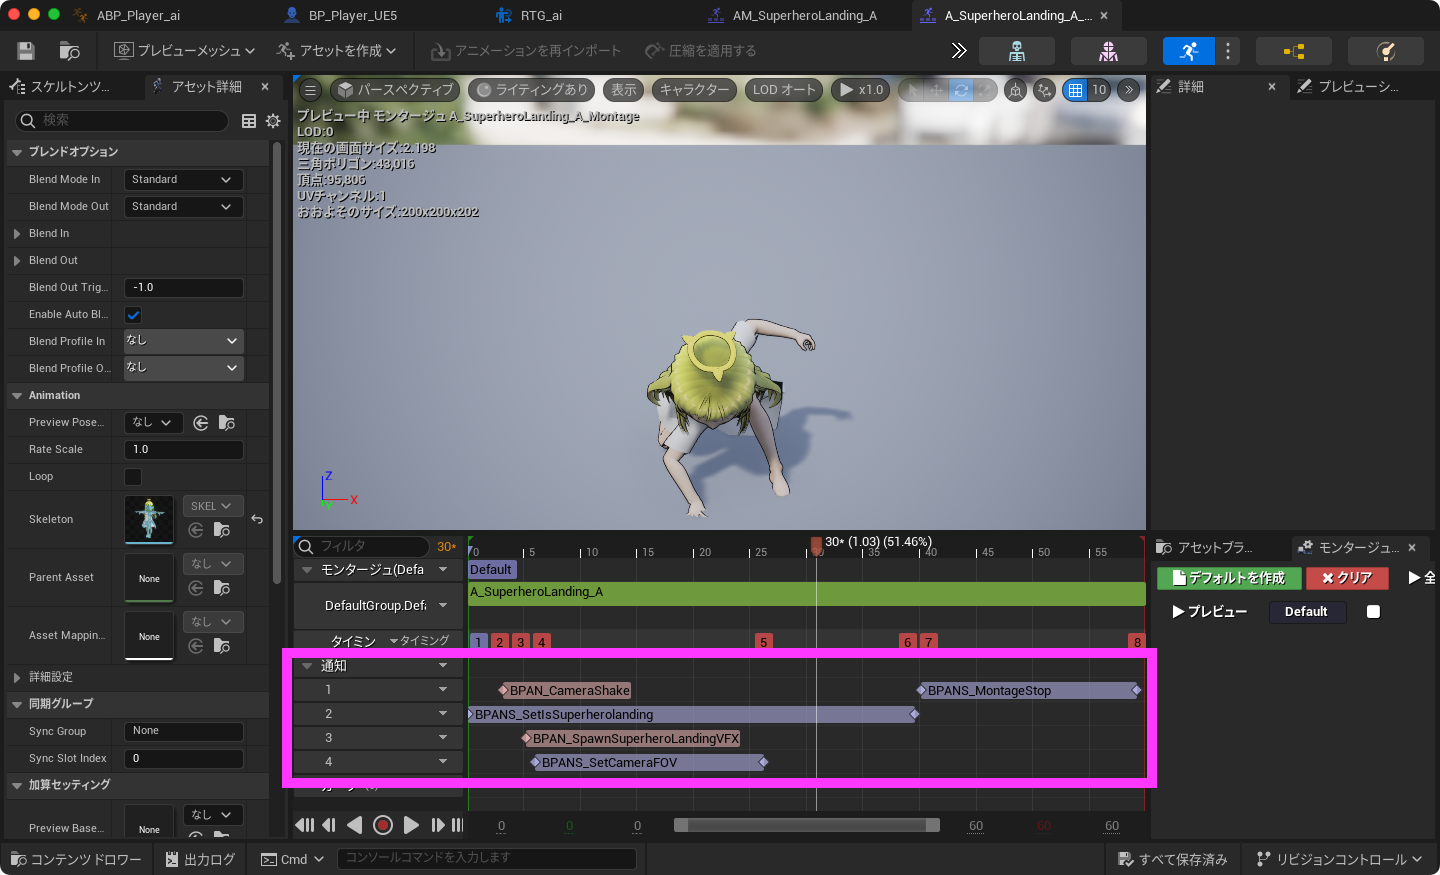 ABP_Player_ai
BP_Player_UE5
RTG_ai
AM_SuperheroLanding_A
A_SuperheroLanding_A_...
プレビューメッシュ
アセットを作成
アニメーションを再インポート
圧縮を適用する
スケルトンツ...
アセット詳細
検索
ブレンドオプション
Blend Mode In
Standard
Blend Mode Out
Standard
Blend In
Blend Out
Blend Out Trig...
-1.0
Enable Auto Bl...
Blend Profile In
なし
Blend Profile O...
なし
Animation
Preview Pose...
なし
Rate Scale
1.0
Loop
Skeleton
SKEL
Parent Asset
None
なし
Asset Mappin...
None
なし
詳細設定
同期グループ
Sync Group
None
Sync Slot Index
0
加算セッティング
Preview Base...
None
なし
パースペクティブ
ライティングあり
表示
キャラクター
LOD オート
x1.0
10
プレビュー中 モンタージュ A_SuperheroLanding_A_Montage
LOD:0
現在の画面サイズ:2.198
三角ポリゴン:43,016
頂点:95,806
UVチャンネル:1
おおよそのサイズ:200x200x202
Z
X
詳細
プレビューシ...
フィルタ
30*
0
5
10
15
20
25
30
35
40
45
50
55
30* (1.03) (51.46%)
モンタージュ(Defa
Default
DefaultGroup.Defa
A_SuperheroLanding_A
タイミン
タイミング
1
2
3
4
5
6
7
8
通知
1
BPAN_CameraShake
BPANS_MontageStop
2
BPANS_SetIsSuperherolanding
3
BPAN_SpawnSuperheroLandingVFX
4
BPANS_SetCameraFOV
0
0
0
60
60
60
アセットブラ...
モンタージュ...
デフォルトを作成
クリア
全
プレビュー
Default
コンテンツドロワー
出力ログ
Cmd
コンソールコマンドを入力します
すべて保存済み
リビジョンコントロール